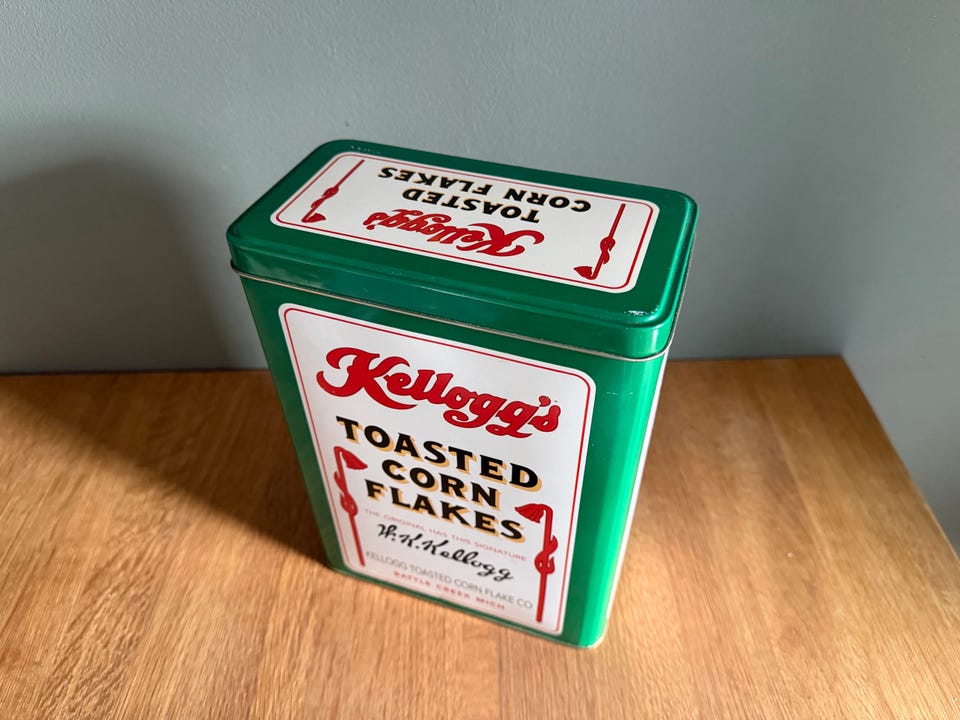 Kellogg's
TOASTED
CORN FLAKES
Kellogg's
TOASTED
CORN
FLAKES
THE ORIGINAL HAS THIS SIGNATURE
W.K.Kellogg
KELLOGG TOASTED CORN FLAKE CO
BATTLE CREEK MICH